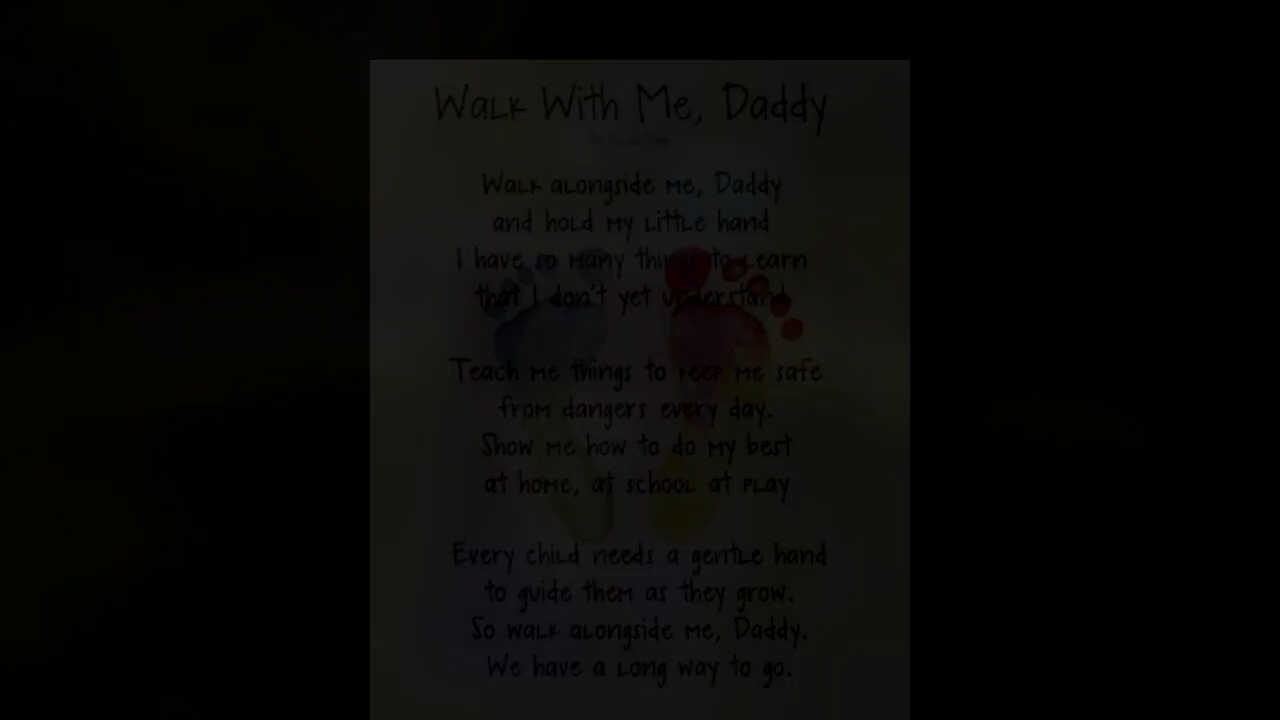 Walk With Me, Daddy
Walk alongside me, Daddy
and hold my little hand
I have so many things to learn
that I don't yet understand
Teach me things to keep me safe
from dangers every day.
Show me how to do my best
at home, at school at play
Every child needs a gentle hand
to guide them as they grow.
So walk alongside me, Daddy.
We have a long way to go.